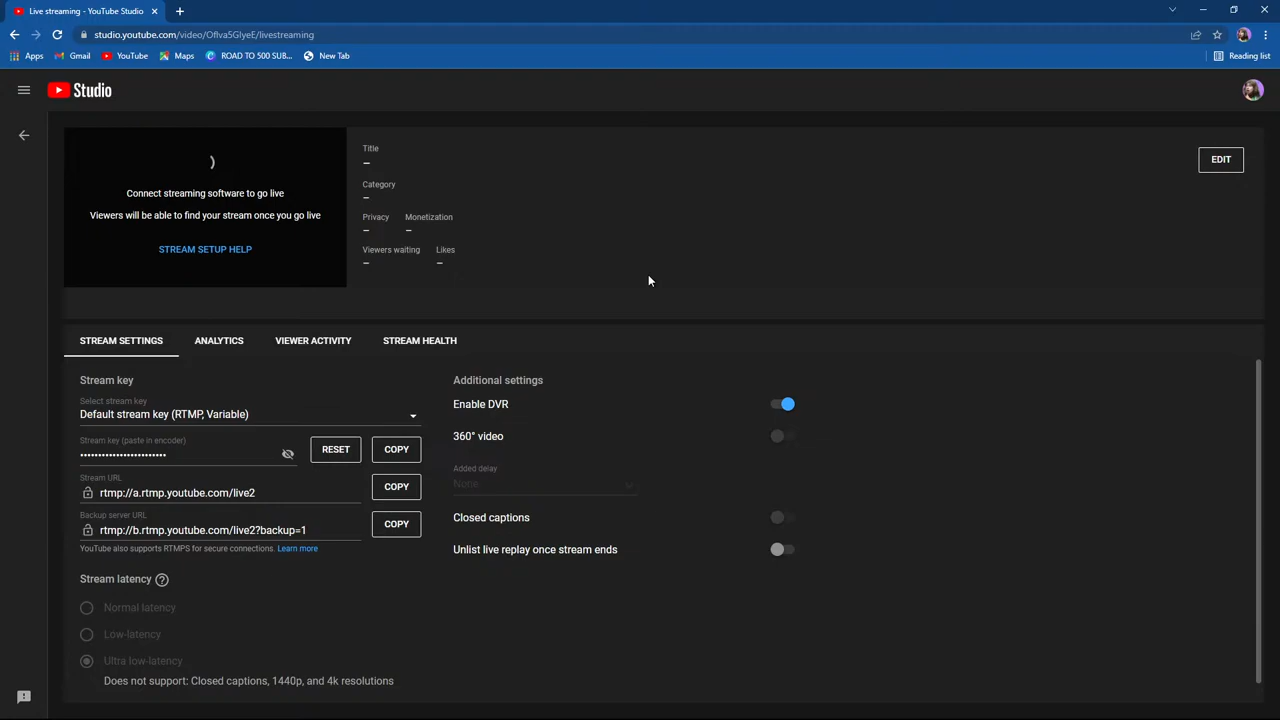 Live streaming - YouTube Studio
studio.youtube.com/video/Oflva5GlyeE/livestreaming
Apps Gmail YouTube Maps ROAD TO 500 SUB... New Tab Reading list
Studio
Connect streaming software to go live
Viewers will be able to find your stream once you go live
STREAM SETUP HELP
Title
–
Category
–
Privacy Monetization
– –
Viewers waiting Likes
– –
EDIT
STREAM SETTINGS ANALYTICS VIEWER ACTIVITY STREAM HEALTH
Stream key
Select stream key
Default stream key (RTMP, Variable)
Stream key (paste in encoder)
••••••••••••••••••••••••
RESET COPY
Stream URL
rtmp://a.rtmp.youtube.com/live2
COPY
Backup server URL
rtmp://b.rtmp.youtube.com/live2?backup=1
COPY
YouTube also supports RTMPS for secure connections. Learn more
Stream latency
Normal latency
Low-latency
Ultra low-latency
Does not support: Closed captions, 1440p, and 4k resolutions
Additional settings
Enable DVR
360° video
Added delay
None
Closed captions
Unlist live replay once stream ends